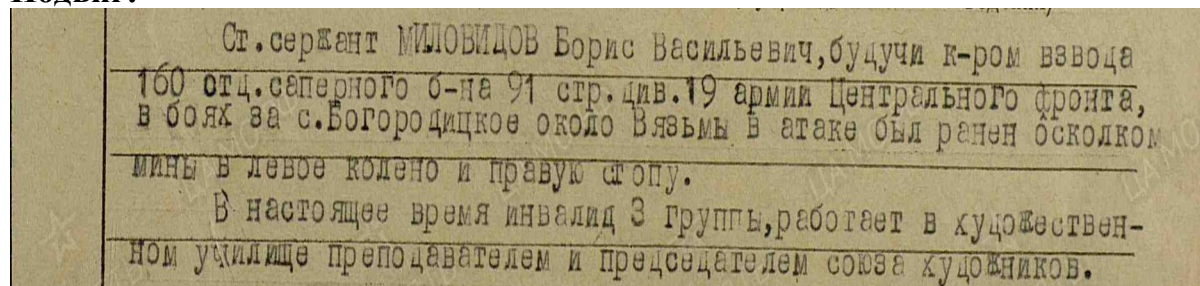 Ст.сержант МИЛОВИДОВ Борис Васильевич,будучи к-ром взвода
160 отд.саперного б-на 91 стр.див.19 армии Центрального фронта,
в боях за с.Богородицкое около Вязьмы в атаке был ранен осколком
мины в левое колено и правую стопу.
В настоящее время инвалид 3 группы,работает в художествен-
ном училище преподавателем и председателем союза художников.